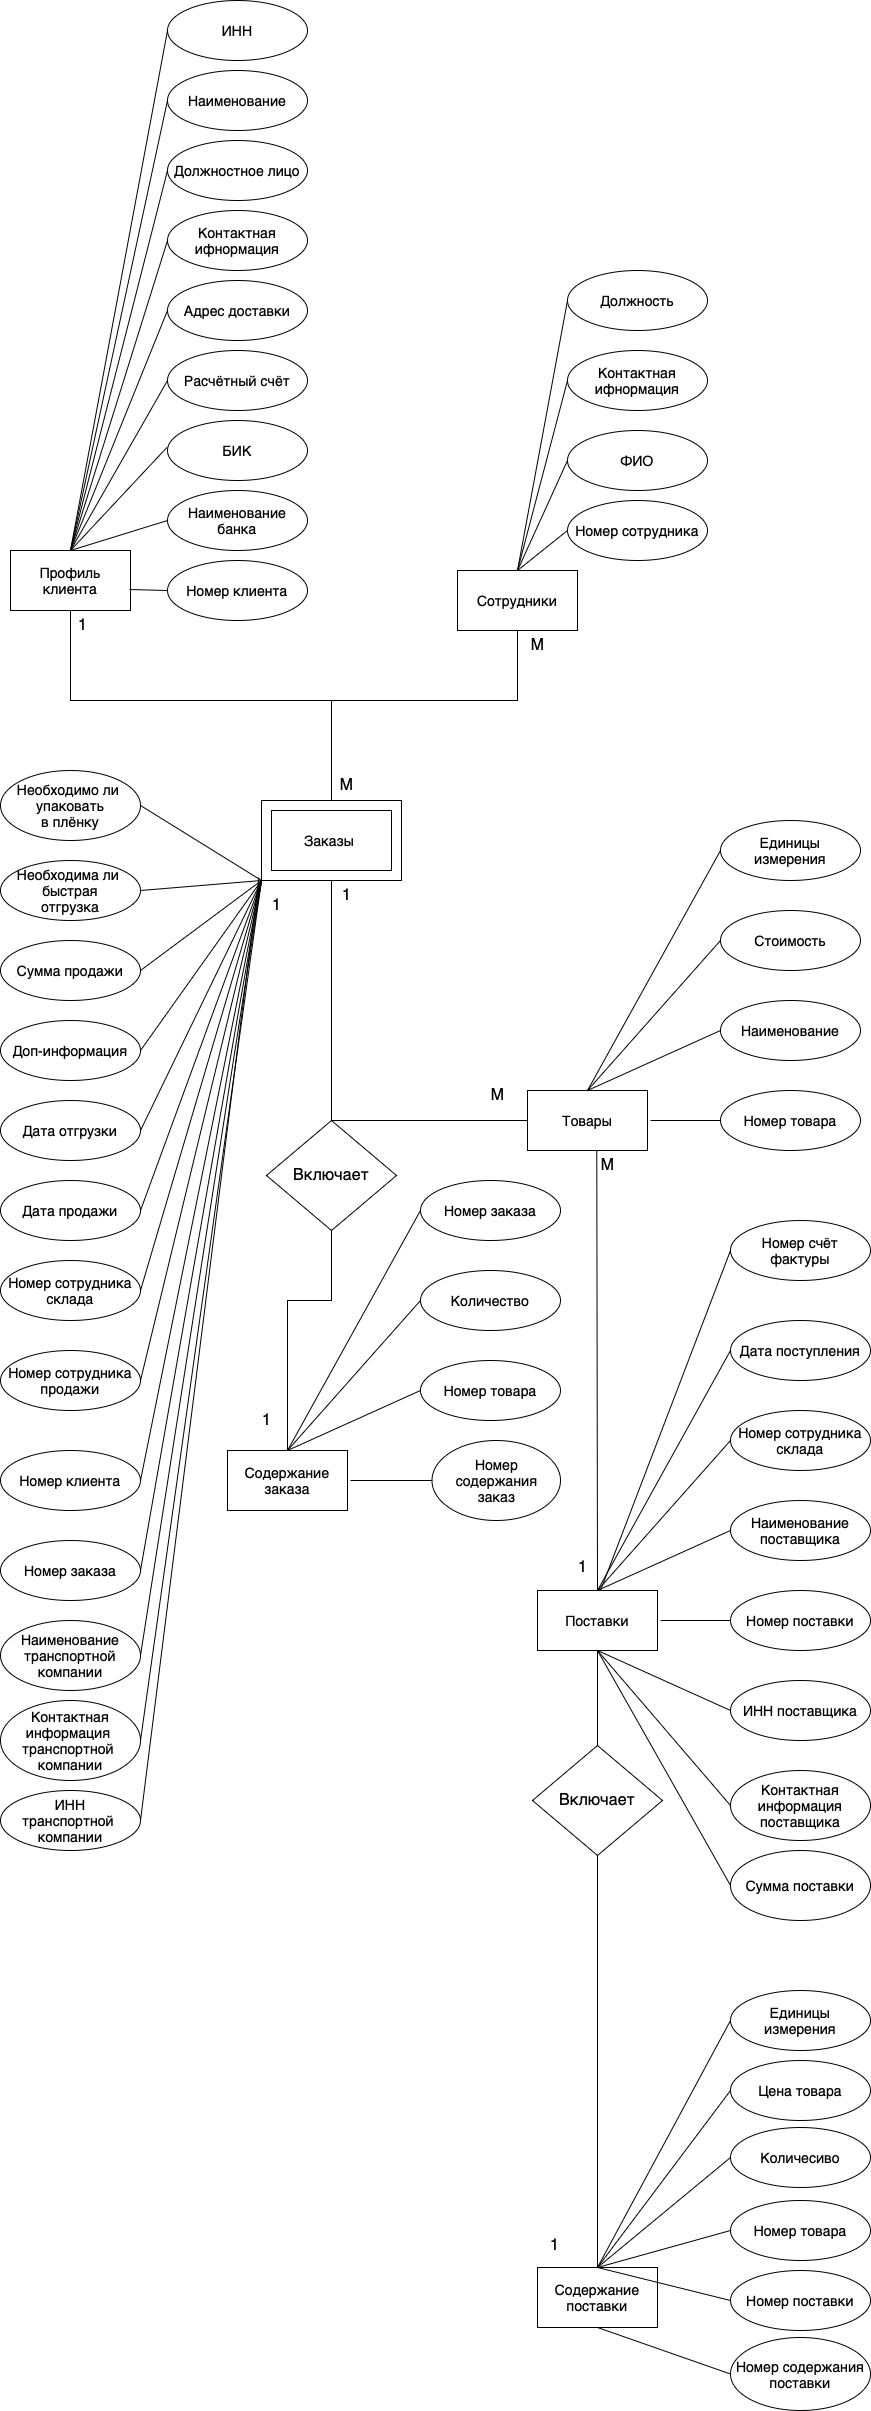 ИНН
Наименование
Должностное лицо
Контактная
ифнормация
Адрес доставки
Расчётный счёт
БИК
Наименование
банка
Номер клиента
Профиль
клиента
1
Должность
Контактная
ифнормация
ФИО
Номер сотрудника
Сотрудники
М
М
Заказы
1
1
Необходимо ли
упаковать
в плёнку
Необходима ли
быстрая
отгрузка
Сумма продажи
Доп-информация
Дата отгрузки
Дата продажи
Номер сотрудника
склада
Номер сотрудника
продажи
Номер клиента
Номер заказа
Наименование
транспортной
компании
Контактная
информация
транспортной
компании
ИНН
транспортной
компании
Единицы
измерения
Стоимость
Наименование
Номер товара
М
Товары
М
Включает
Номер заказа
Количество
Номер товара
1
Содержание
заказа
Номер
содержания
заказ
Номер счёт
фактуры
Дата поступления
Номер сотрудника
склада
Наименование
поставщика
1
Поставки
Номер поставки
ИНН поставщика
Контактная
информация
поставщика
Сумма поставки
Включает
Единицы
измерения
Цена товара
Количесиво
Номер товара
1
Содержание
поставки
Номер поставки
Номер содержания
поставки